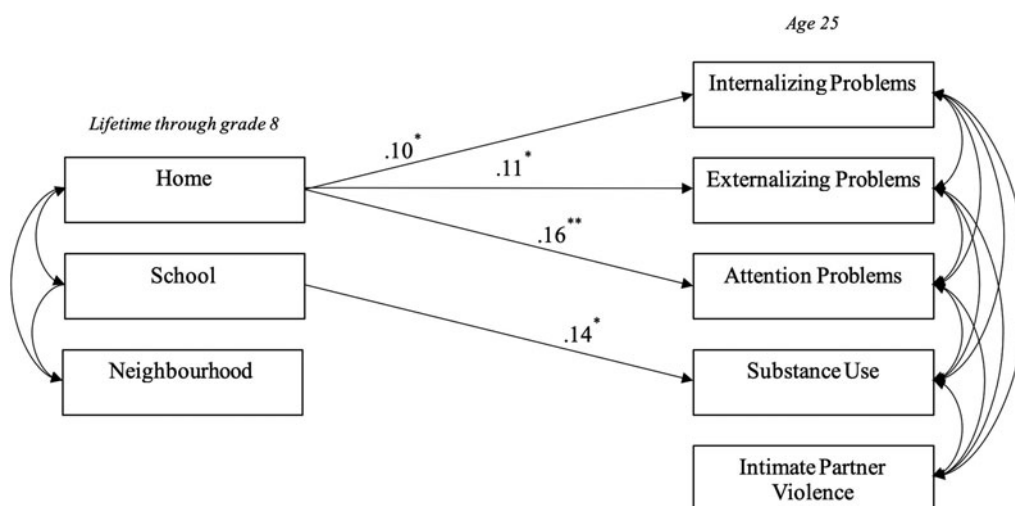 Age 25
Internalizing Problems
Lifetime through grade 8
.10*
Home
.11*
Externalizing Problems
.16**
School
Attention Problems
.14*
Neighbourhood
Substance Use
Intimate Partner
Violence